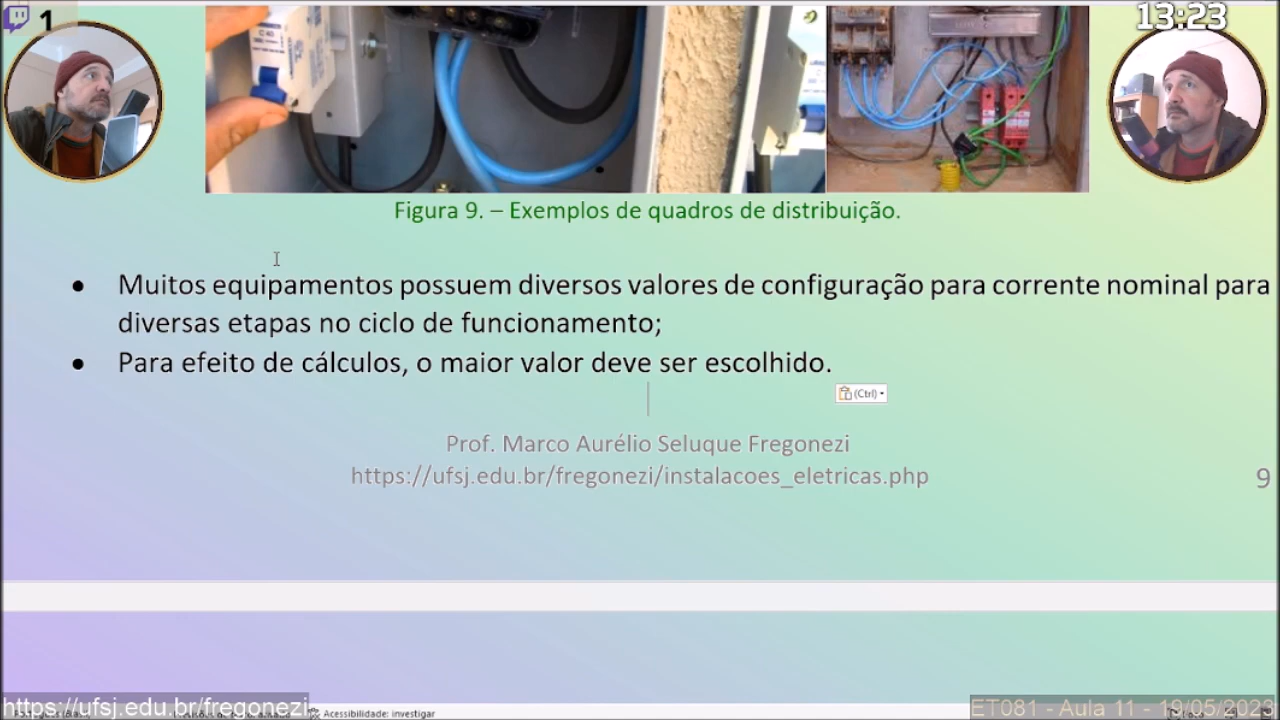 1
13:23
C 40
Figura 9. – Exemplos de quadros de distribuição.
• Muitos equipamentos possuem diversos valores de configuração para corrente nominal para
diversas etapas no ciclo de funcionamento;
• Para efeito de cálculos, o maior valor deve ser escolhido.
(Ctrl)
Prof. Marco Aurélio Seluque Fregonezi
https://ufsj.edu.br/fregonezi/instalacoes_eletricas.php
9
https://ufsj.edu.br/fregonezi
Acessibilidade: investigar
ET081 - Aula 11 - 19/05/2023